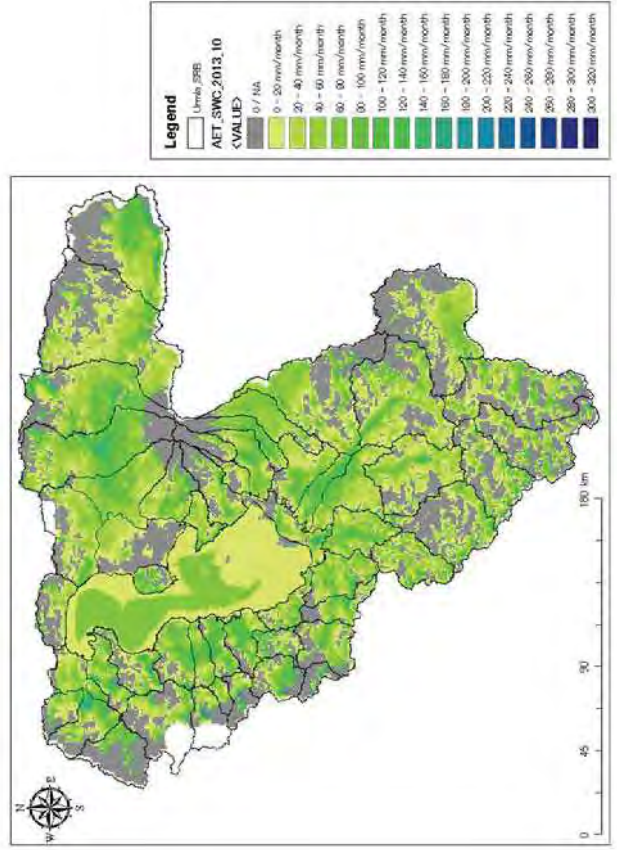 N
W
E
S
0
45
90
180 km
Legend
Urmia SRB
AET_SWC_2013_10
<VALUE>
0 / NA
0 - 20 mm/month
20 - 40 mm/month
40 - 60 mm/month
60 - 80 mm/month
80 - 100 mm/month
100 - 120 mm/month
120 - 140 mm/month
140 - 160 mm/month
160 - 180 mm/month
180 - 200 mm/month
200 - 220 mm/month
220 - 240 mm/month
240 - 260 mm/month
260 - 280 mm/month
280 - 300 mm/month
300 - 320 mm/month